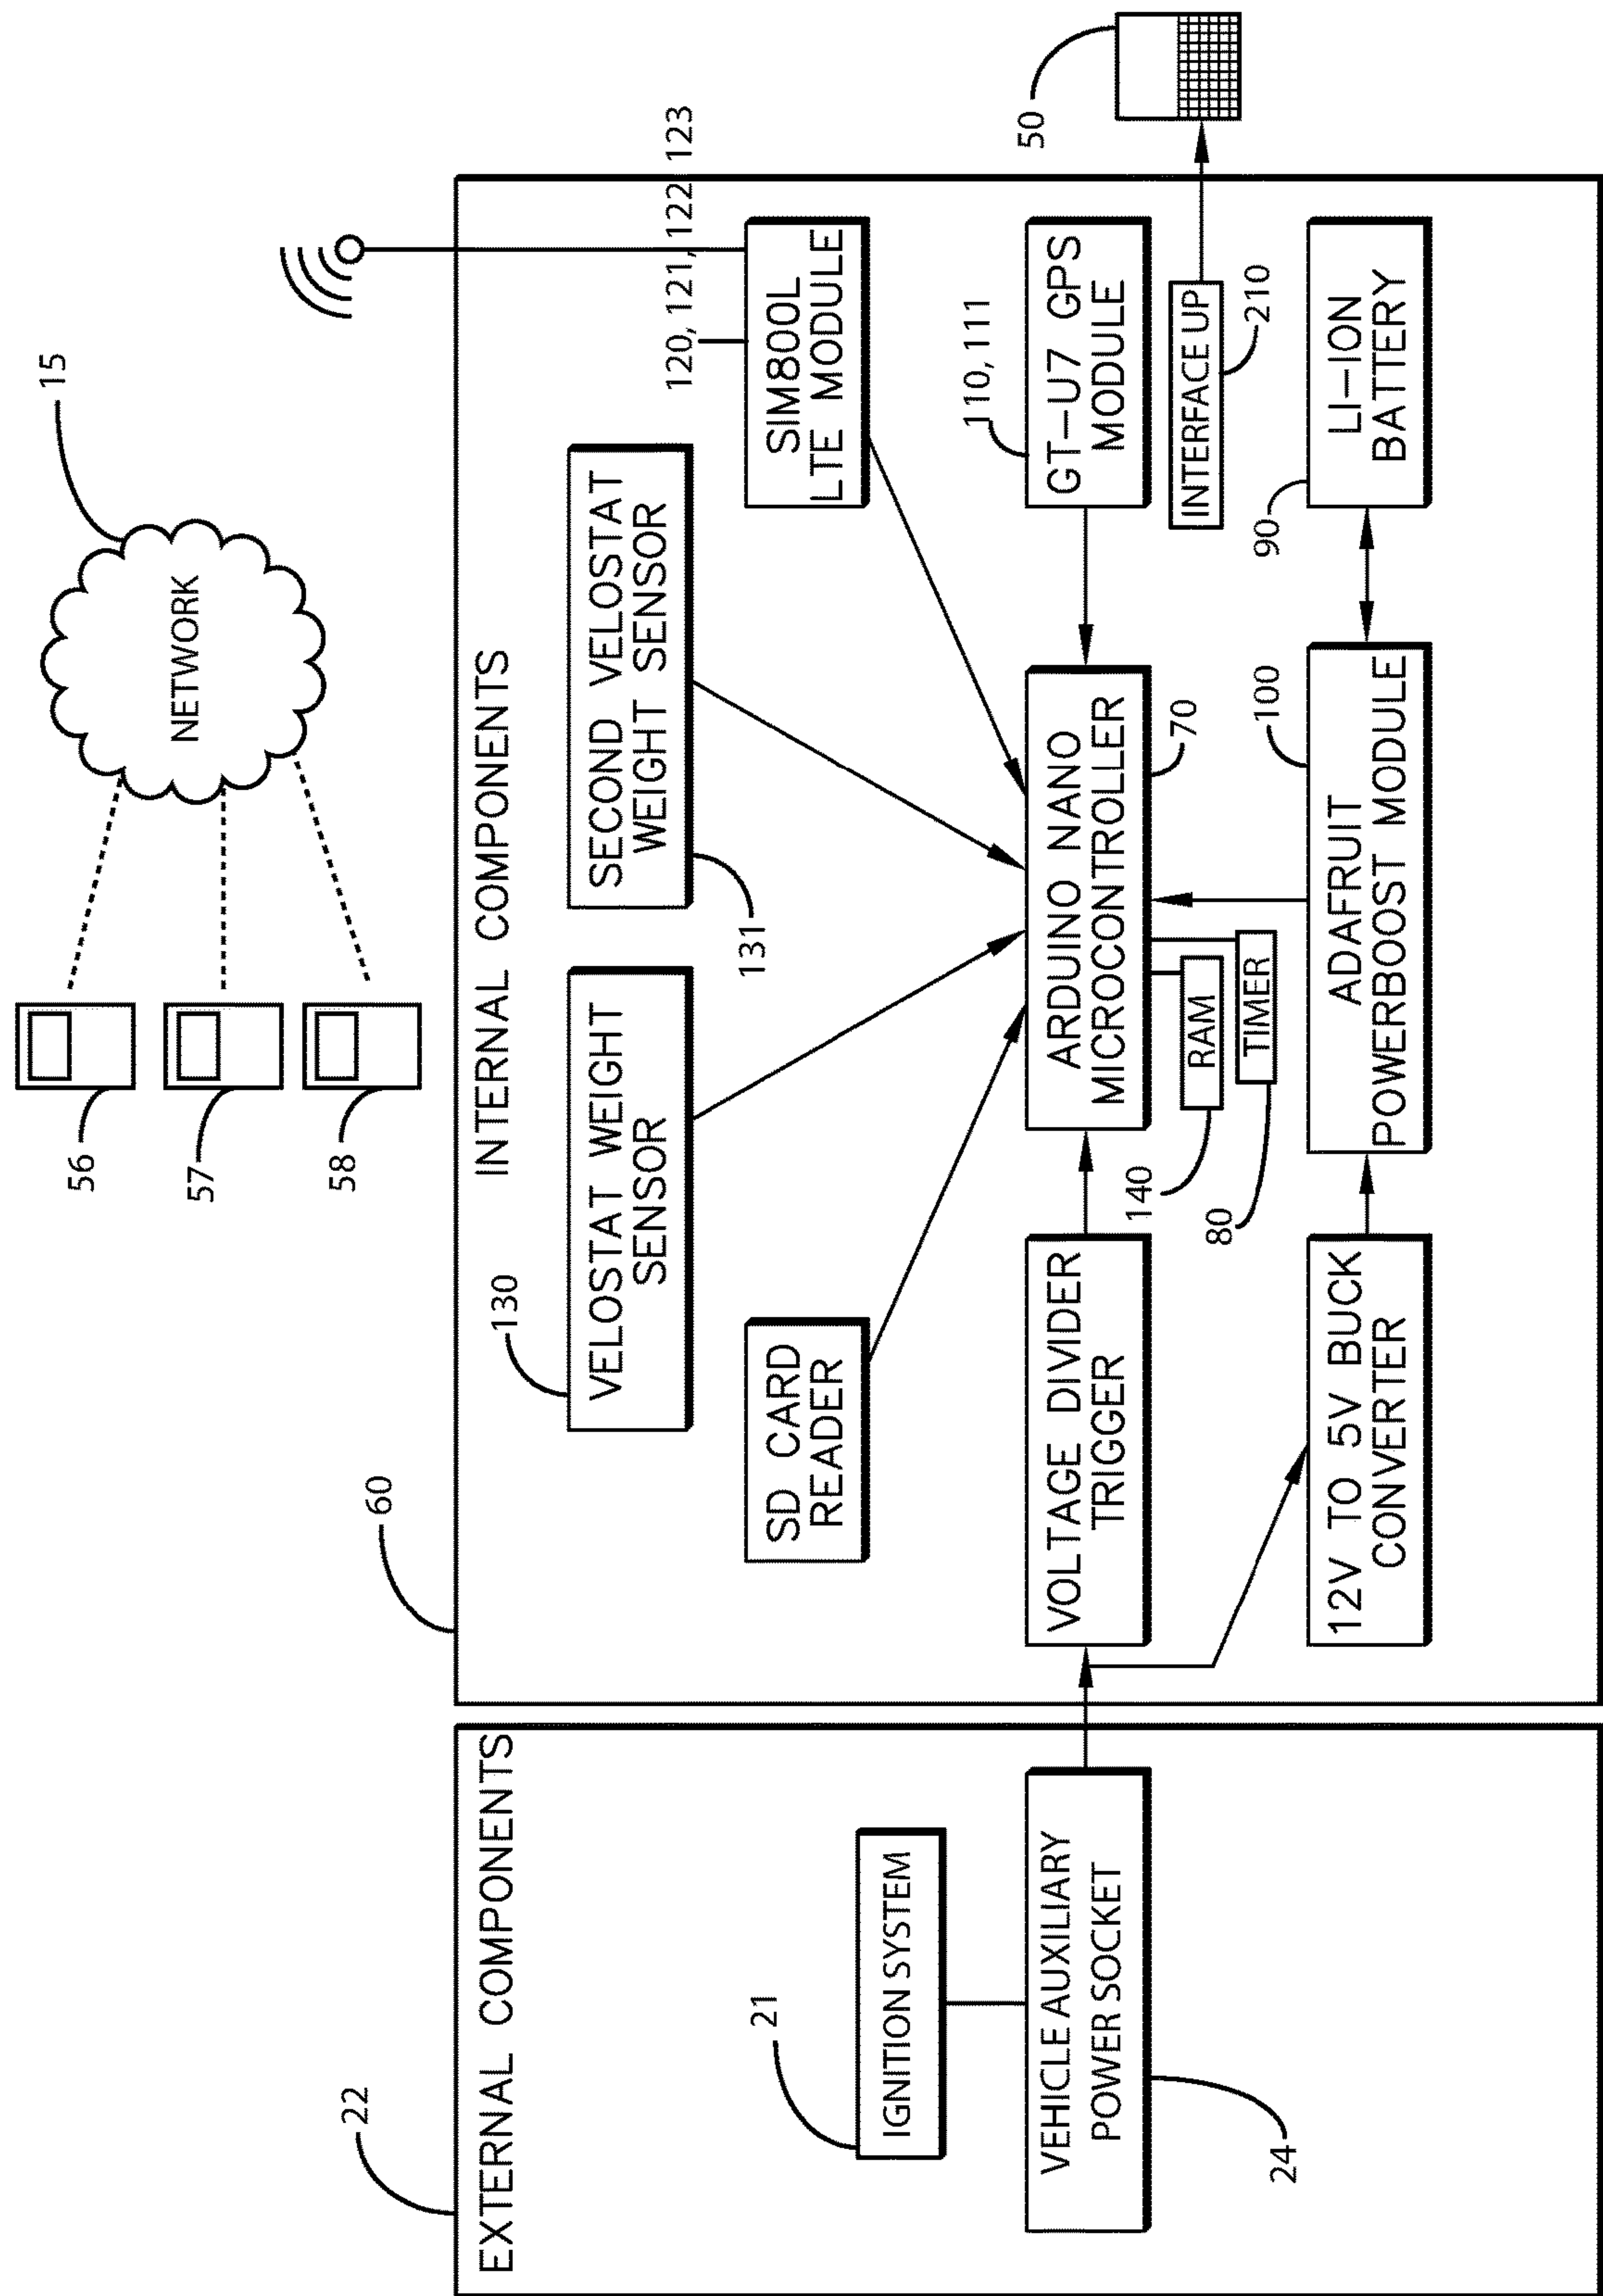 22
EXTERNAL COMPONENTS
21
IGNITION SYSTEM
VEHICLE AUXILIARY
POWER SOCKET
24
60
INTERNAL COMPONENTS
56
57
58
15
NETWORK
130
VELOSTAT WEIGHT
SENSOR
SECOND VELOSTAT
WEIGHT SENSOR
131
SD CARD
READER
120, 121, 122, 123
SIM800L
LTE MODULE
VOLTAGE DIVIDER
TRIGGER
ARDUINO NANO
MICROCONTROLLER
70
110, 111
GT-U7 GPS
MODULE
50
140
RAM
80
TIMER
INTERFACE UP
210
12V TO 5V BUCK
CONVERTER
100
ADAFRUIT
POWERBOOST MODULE
90
LI-ION
BATTERY